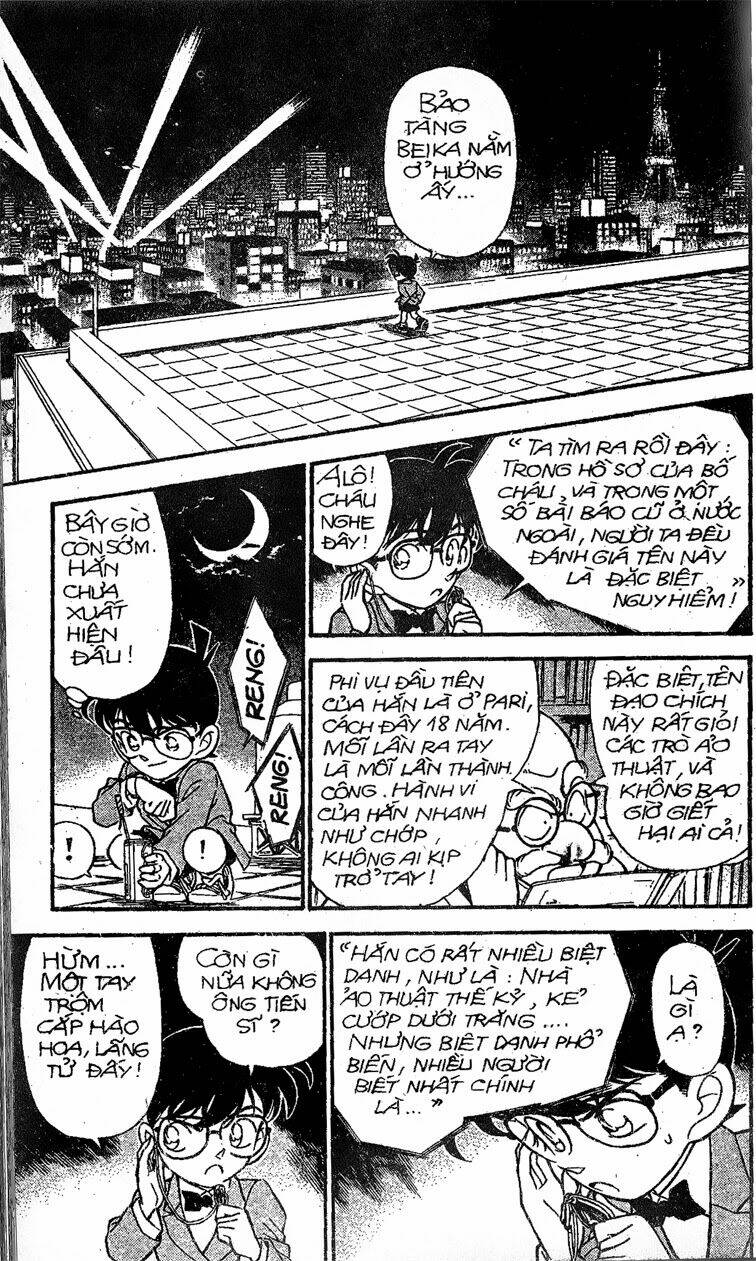 BẢO
TÀNG
BEIKA NẰM
Ở HƯỚNG
ẤY...
BÂY GIỜ
CÒN SỚM.
HẮN
CHƯA
XUẤT
HIỆN
ĐÂU!
RENG!
RENG!
!
!
ALÔ!
CHÁU
NGHE
ĐÂY!
"TA TÌM RA RỒI ĐÂY:
TRONG HỒ SƠ CỦA BỐ
CHÁU, VÀ TRONG MỘT
SỐ BÀI BÁO CŨ Ở NƯỚC
NGOÀI, NGƯỜI TA ĐỀU
ĐÁNH GIÁ TÊN NÀY
LÀ ĐẶC BIỆT
NGUY HIỂM!"
PHI VỤ ĐẦU TIÊN
CỦA HẮN LÀ Ở PARI,
CÁCH ĐÂY 18 NĂM.
MỖI LẦN RA TAY
LÀ MỖI LẦN THÀNH
CÔNG. HÀNH VI
CỦA HẮN NHANH
NHƯ CHỚP,
KHÔNG AI KỊP
TRỞ TAY!
ĐẶC BIỆT, TÊN
ĐẠO CHÍCH
NÀY RẤT GIỎI
CÁC TRÒ ẢO
THUẬT, VÀ
KHÔNG BAO
GIỜ GIẾT
HẠI AI CẢ!
HỪM...
MỘT TAY
TRỘM
CẮP HÀO
HOA, LÃNG
TỬ ĐẤY!
CÒN GÌ
NỮA KHÔNG
ÔNG TIẾN
SĨ?
"HẮN CÓ RẤT NHIỀU BIỆT
DANH, NHƯ LÀ: NHÀ
ẢO THUẬT THẾ KỶ, KẺ
CƯỚP DƯỚI TRĂNG....
NHƯNG BIỆT DANH PHỔ
BIẾN, NHIỀU NGƯỜI
BIẾT NHẤT CHÍNH
LÀ..."
LÀ
GÌ
Ạ?